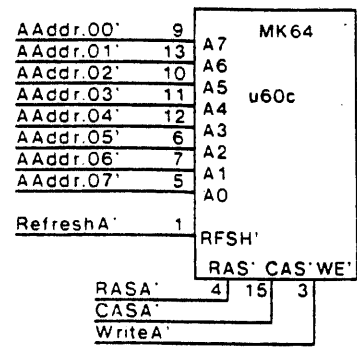 AAddr.00' 9 A7 MK64
AAddr.01' 13 A6
AAddr.02' 10 A5 u60c
AAddr.03' 11 A4
AAddr.04' 12 A3
AAddr.05' 6 A2
AAddr.06' 7 A1
AAddr.07' 5 A0
RefreshA' 1 RFSH'
RAS' CAS' WE'
RASA' 4 15 3
CASA'
WriteA'